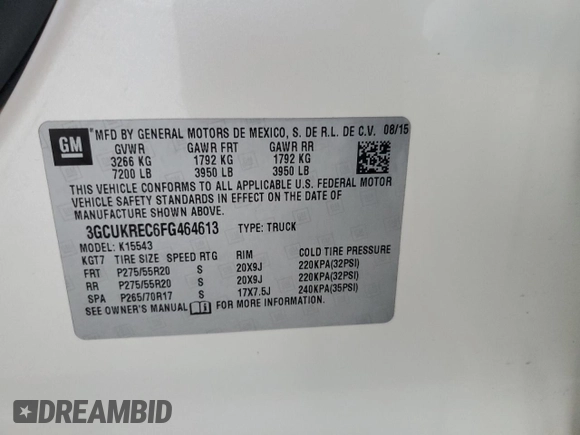 GM
® MFD BY GENERAL MOTORS DE MEXICO, S. DE R.L. DE C.V. 08/15
GVWR GAWR FRT GAWR RR
3266 KG 1792 KG 1792 KG
7200 LB 3950 LB 3950 LB
THIS VEHICLE CONFORMS TO ALL APPLICABLE U.S. FEDERAL MOTOR
VEHICLE SAFETY STANDARDS IN EFFECT ON THE DATE OF
MANUFACTURE SHOWN ABOVE.
3GCUKREC6FG464613 TYPE: TRUCK
MODEL: K15543
KGT7 TIRE SIZE SPEED RTG RIM COLD TIRE PRESSURE
FRT P275/55R20 S 20X9J 220KPA(32PSI)
RR P275/55R20 S 20X9J 220KPA(32PSI)
SPA P265/70R17 S 17X7.5J 240KPA(35PSI)
SEE OWNER'S MANUAL FOR MORE INFORMATION.
DREAMBID